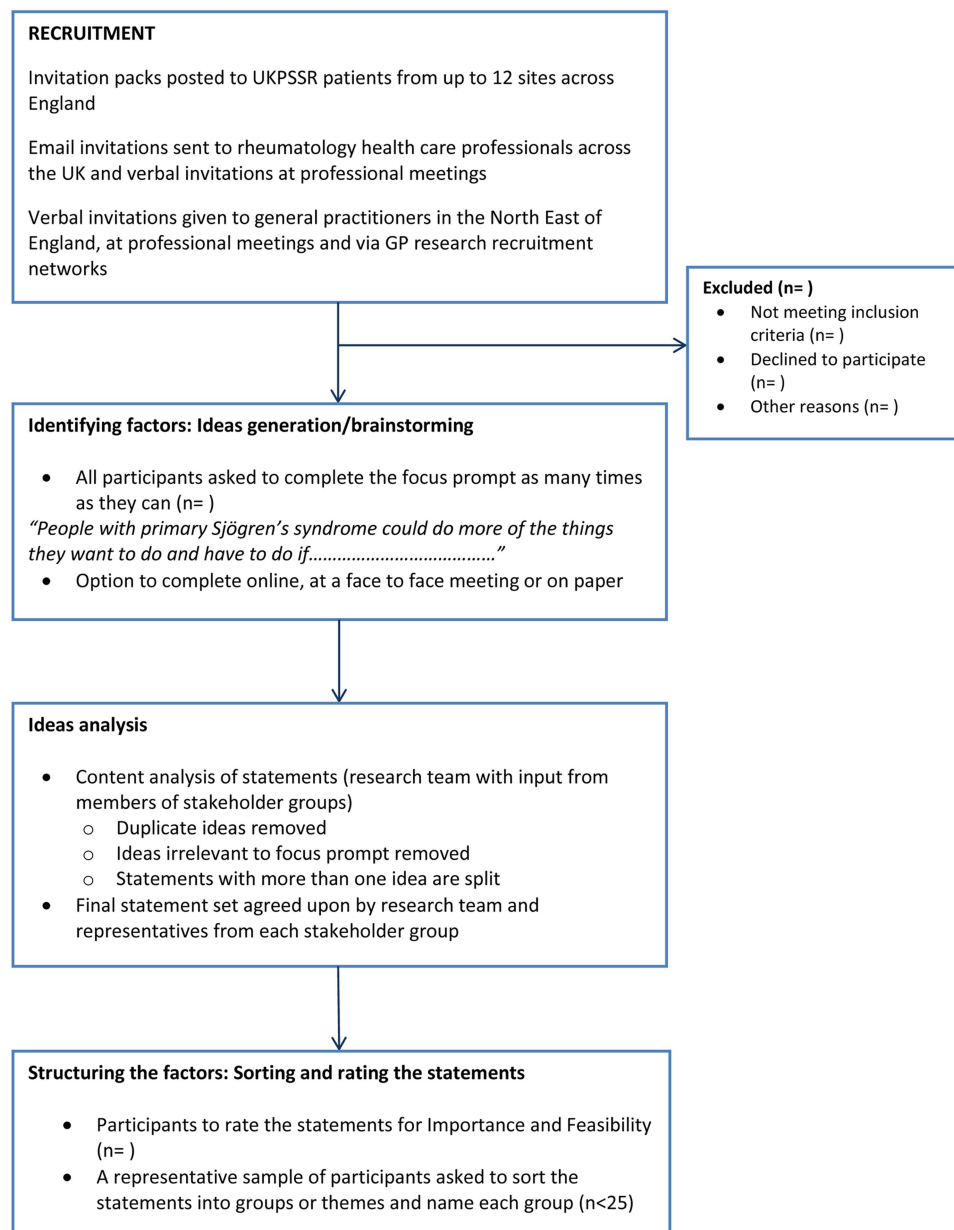 RECRUITMENT
Invitation packs posted to UKPSSR patients from up to 12 sites across
England
Email invitations sent to rheumatology health care professionals across
the UK and verbal invitations at professional meetings
Verbal invitations given to general practitioners in the North East of
England, at professional meetings and via GP research recruitment
networks
Excluded (n= )
• Not meeting inclusion
criteria (n= )
• Declined to participate
(n= )
• Other reasons (n= )
Identifying factors: Ideas generation/brainstorming
• All participants asked to complete the focus prompt as many times
as they can (n= )
“People with primary Sjögren’s syndrome could do more of the things
they want to do and have to do if…………………………………”
• Option to complete online, at a face to face meeting or on paper
Ideas analysis
• Content analysis of statements (research team with input from
members of stakeholder groups)
o Duplicate ideas removed
o Ideas irrelevant to focus prompt removed
o Statements with more than one idea are split
• Final statement set agreed upon by research team and
representatives from each stakeholder group
Structuring the factors: Sorting and rating the statements
• Participants to rate the statements for Importance and Feasibility
(n= )
• A representative sample of participants asked to sort the
statements into groups or themes and name each group (n<25)